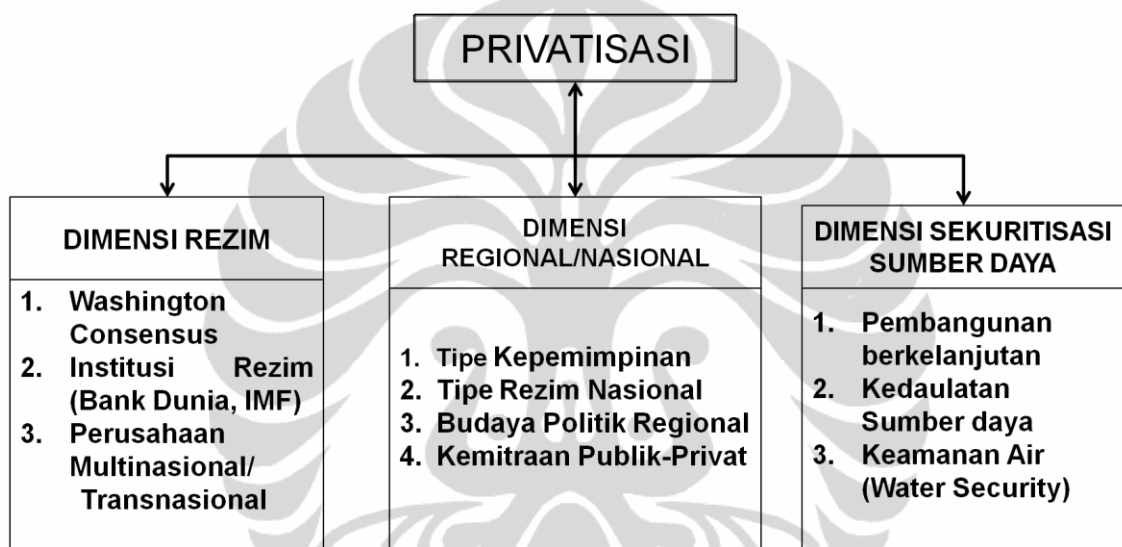 PRIVATISASI
DIMENSI REZIM
1. Washington
Consensus
2. Institusi Rezim
(Bank Dunia, IMF)
3. Perusahaan
Multinasional/
Transnasional
DIMENSI
REGIONAL/NASIONAL
1. Tipe Kepemimpinan
2. Tipe Rezim Nasional
3. Budaya Politik Regional
4. Kemitraan Publik-Privat
DIMENSI SEKURITISASI
SUMBER DAYA
1. Pembangunan
berkelanjutan
2. Kedaulatan
Sumber daya
3. Keamanan Air
(Water Security)